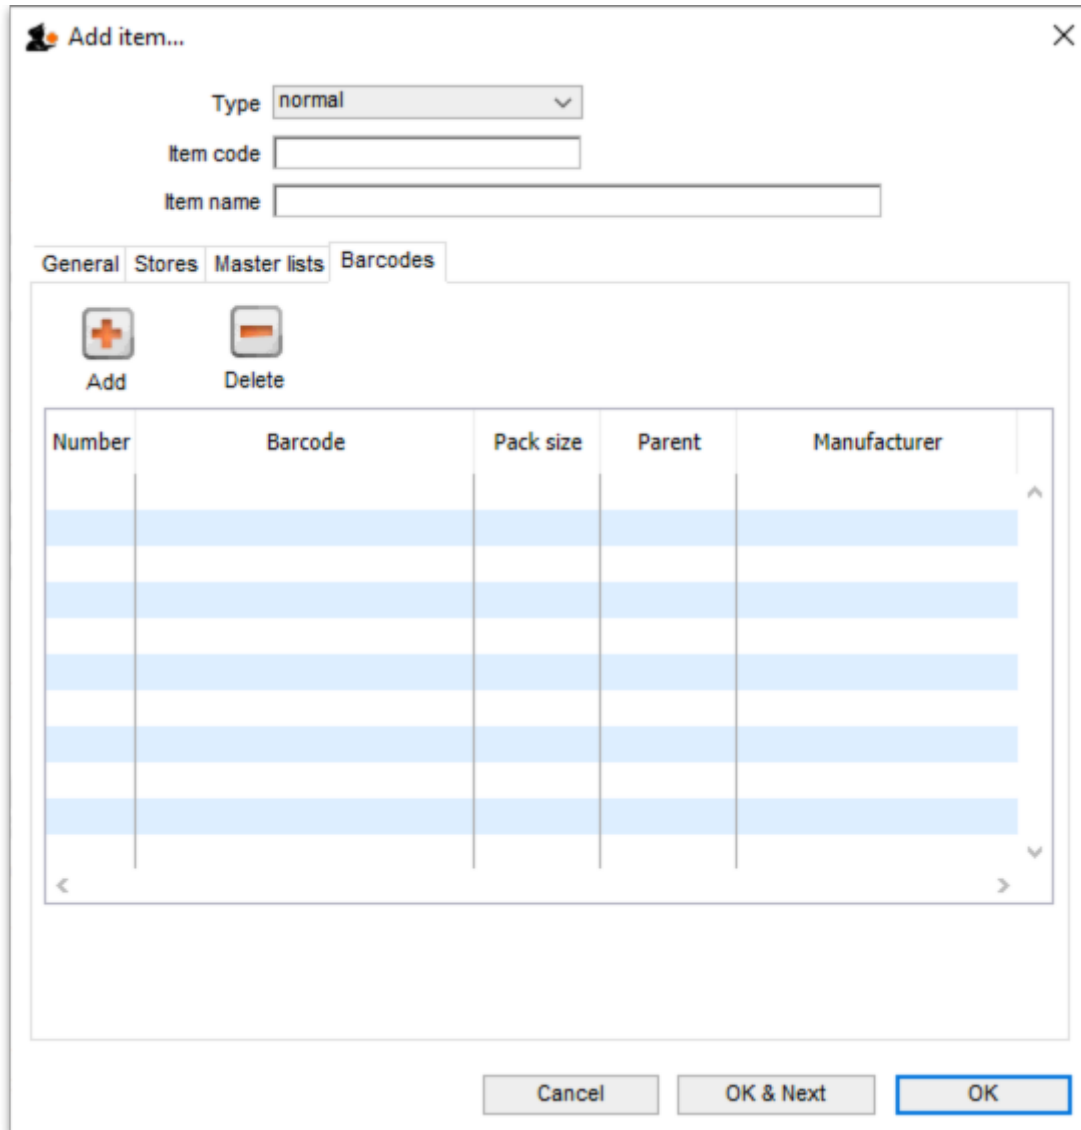 Add item...
Type normal
Item code
Item name
General Stores Master lists Barcodes
Add Delete
Number Barcode Pack size Parent Manufacturer
Cancel OK & Next OK